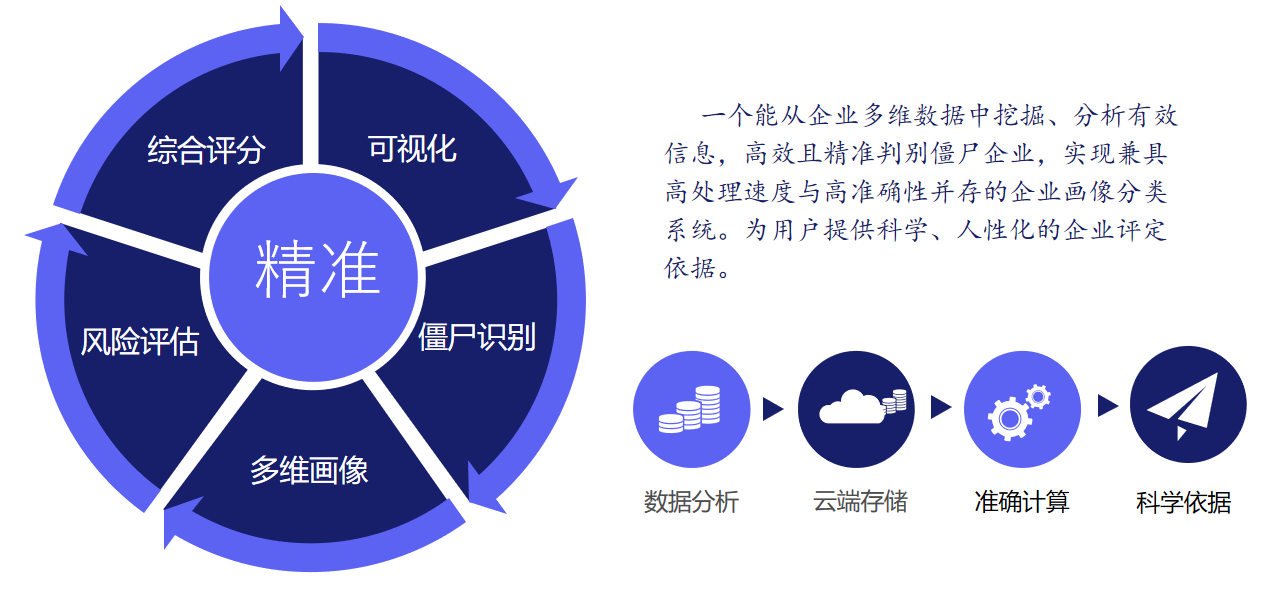 综合评分
可视化
精准
僵尸识别
风险评估
多维画像
一个能从企业多维数据中挖掘、分析有效
信息，高效且精准判别僵尸企业，实现兼具
高处理速度与高准确性并存的企业画像分类
系统。为用户提供科学、人性化的企业评定
依据。
数据分析
云端存储
准确计算
科学依据